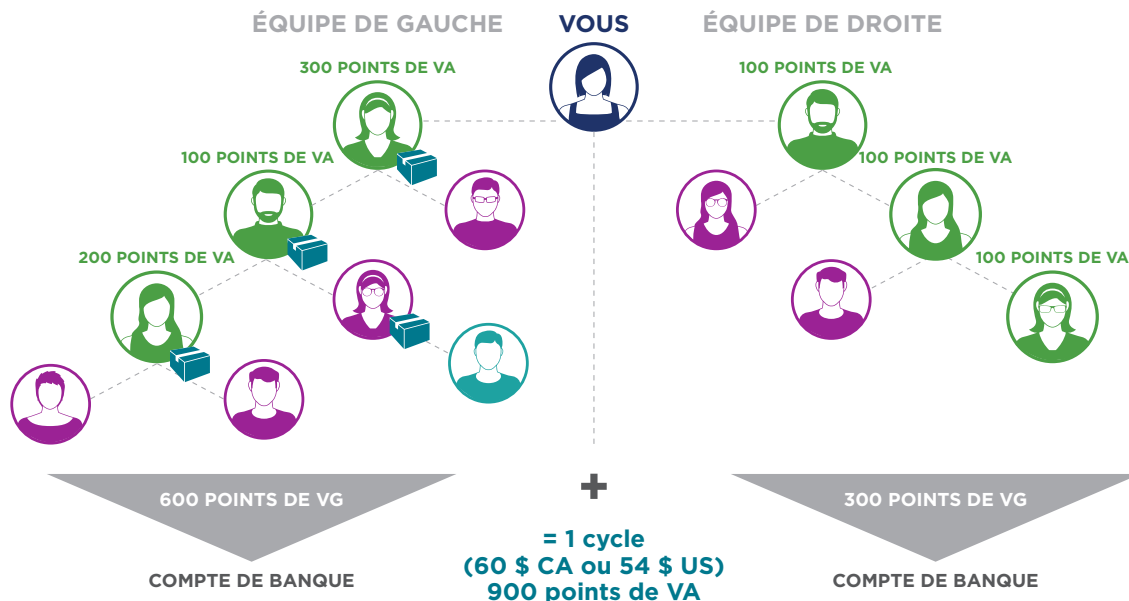 ÉQUIPE DE GAUCHE
VOUS
ÉQUIPE DE DROITE
300 POINTS DE VA
100 POINTS DE VA
100 POINTS DE VA
100 POINTS DE VA
200 POINTS DE VA
100 POINTS DE VA
600 POINTS DE VG
+
300 POINTS DE VG
= 1 cycle
(60 $ CA ou 54 $ US)
900 points de VA
COMPTE DE BANQUE
COMPTE DE BANQUE